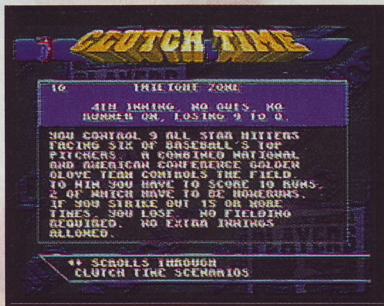 CLUTCH TIME
16 TWILIGHT ZONE
4TH INNING, NO OUTS, NO
RUNNER ON, LOSING 9 TO 0.
YOU CONTROL 9 ALL STAR HITTERS
FACING SIX OF BASEBALL'S TOP
PITCHERS. A COMBINED NATIONAL
AND AMERICAN CONFERENCE GOLDEN
GLOVE TEAM CONTROLS THE FIELD.
TO WIN YOU HAVE TO SCORE 10 RUNS,
OF WHICH HAVE TO BE HOMERUNS.
IF YOU STRIKE OUT 15 OR MORE
TIMES, YOU LOSE. NO FIELDING
REQUIRED. NO EXTRA INNINGS
ALLOWED.
SCROLLS THROUGH
CLUTCH TIME SCENARIOS
PLAYERS